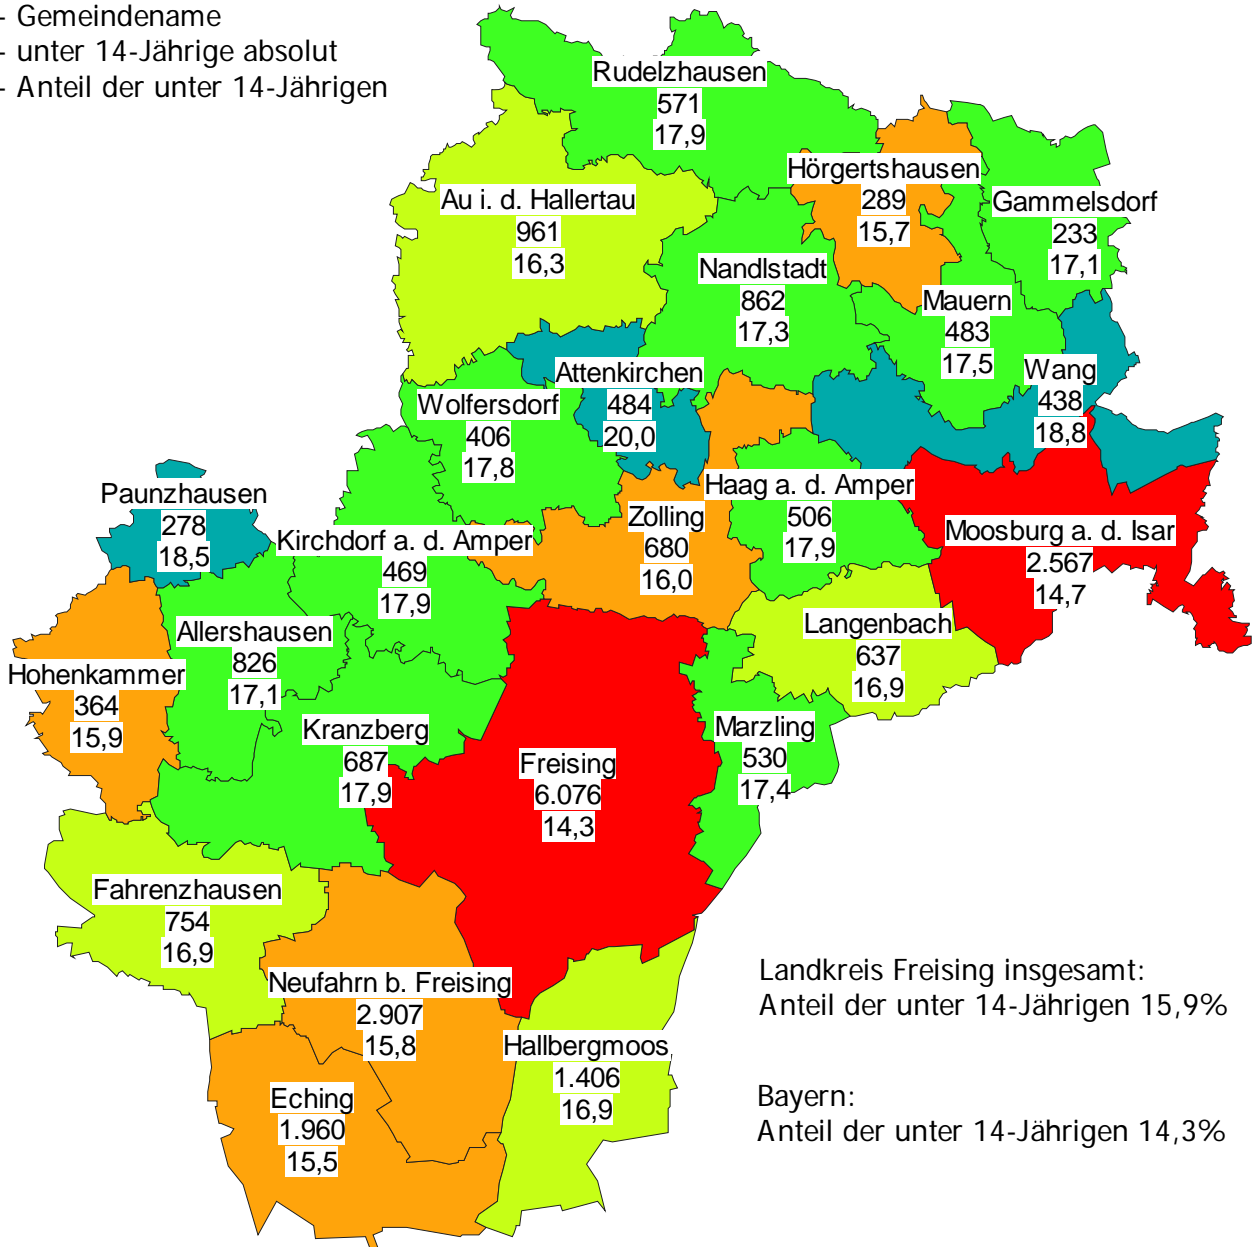 - Gemeindename
- unter 14-Jährige absolut
- Anteil der unter 14-Jährigen
Rudelzhausen
571
17,9
Hörgertshausen
289
15,7
Au i. d. Hallertau
961
16,3
Gammelsdorf
233
17,1
Nandlstadt
862
17,3
Mauern
483
17,5
Attenkirchen
484
20,0
Wang
438
18,8
Wolfersdorf
406
17,8
Paunzhausen
278
18,5
Haag a. d. Amper
506
17,9
Zolling
680
16,0
Moosburg a. d. Isar
2.567
14,7
Kirchdorf a. d. Amper
469
17,9
Allershausen
826
17,1
Langenbach
637
16,9
Hohenkammer
364
15,9
Kranzberg
687
17,9
Marzling
530
17,4
Freising
6.076
14,3
Fahrenzhausen
754
16,9
Neufahrn b. Freising
2.907
15,8
Hallbergmoos
1.406
16,9
Eching
1.960
15,5
Landkreis Freising insgesamt:
Anteil der unter 14-Jährigen 15,9%
Bayern:
Anteil der unter 14-Jährigen 14,3%